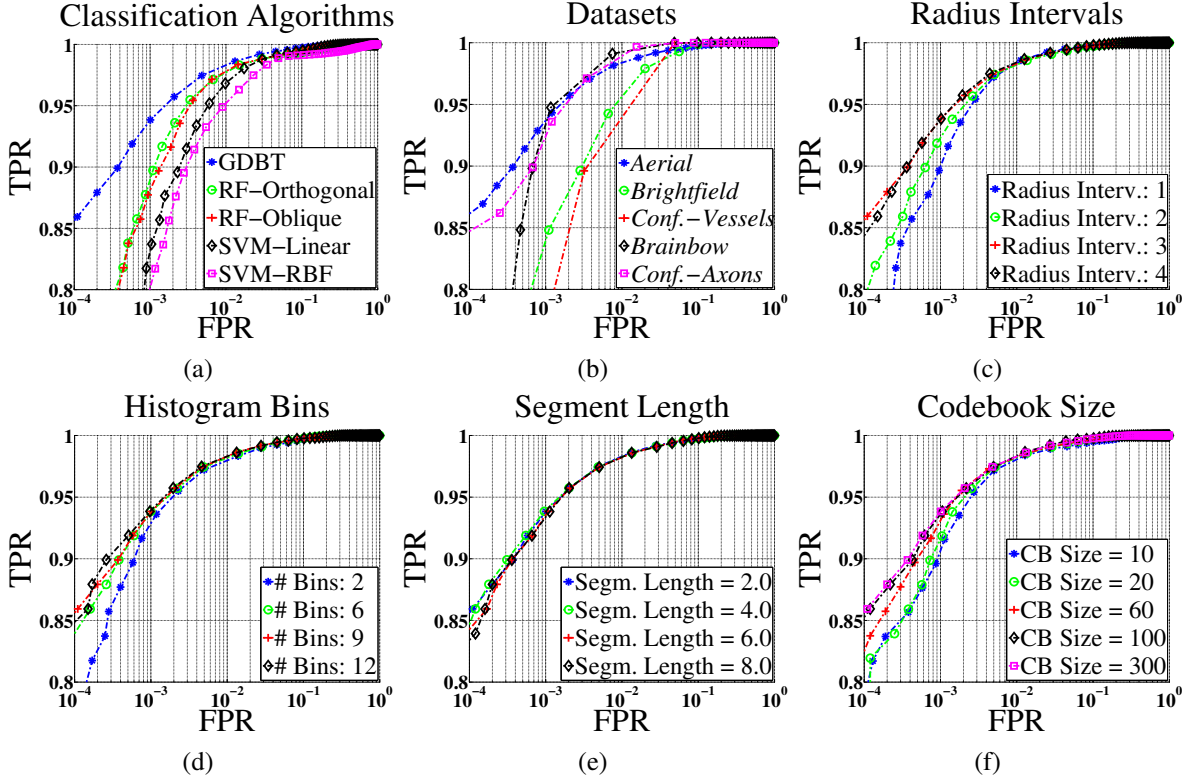 Classification Algorithms
1
0.95
0.9
0.85
0.8
TPR
GDBT
RF-Orthogonal
RF-Oblique
SVM-Linear
SVM-RBF
10^-4 10^-3 10^-2 10^-1 10^0
FPR
(a)
Datasets
1
0.95
0.9
0.85
0.8
TPR
Aerial
Brightfield
Conf.-Vessels
Brainbow
Conf.-Axons
10^-4 10^-3 10^-2 10^-1 10^0
FPR
(b)
Radius Intervals
1
0.95
0.9
0.85
0.8
TPR
Radius Interv.: 1
Radius Interv.: 2
Radius Interv.: 3
Radius Interv.: 4
10^-4 10^-3 10^-2 10^-1 10^0
FPR
(c)
Histogram Bins
1
0.95
0.9
0.85
0.8
TPR
# Bins: 2
# Bins: 6
# Bins: 9
# Bins: 12
10^-4 10^-3 10^-2 10^-1 10^0
FPR
(d)
Segment Length
1
0.95
0.9
0.85
0.8
TPR
Segm. Length = 2.0
Segm. Length = 4.0
Segm. Length = 6.0
Segm. Length = 8.0
10^-4 10^-3 10^-2 10^-1 10^0
FPR
(e)
Codebook Size
1
0.95
0.9
0.85
0.8
TPR
CB Size = 10
CB Size = 20
CB Size = 60
CB Size = 100
CB Size = 300
10^-4 10^-3 10^-2 10^-1 10^0
FPR
(f)